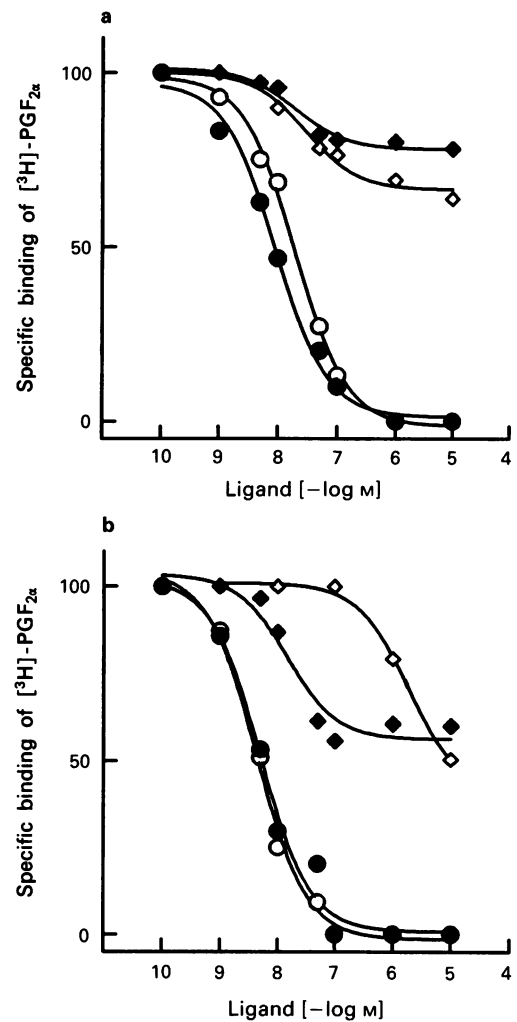 a
Specific binding of [³H]-PGF₂α
100
50
0
10 9 8 7 6 5 4
Ligand [−log M]
b
Specific binding of [³H]-PGF₂α
100
50
0
10 9 8 7 6 5 4
Ligand [−log M]